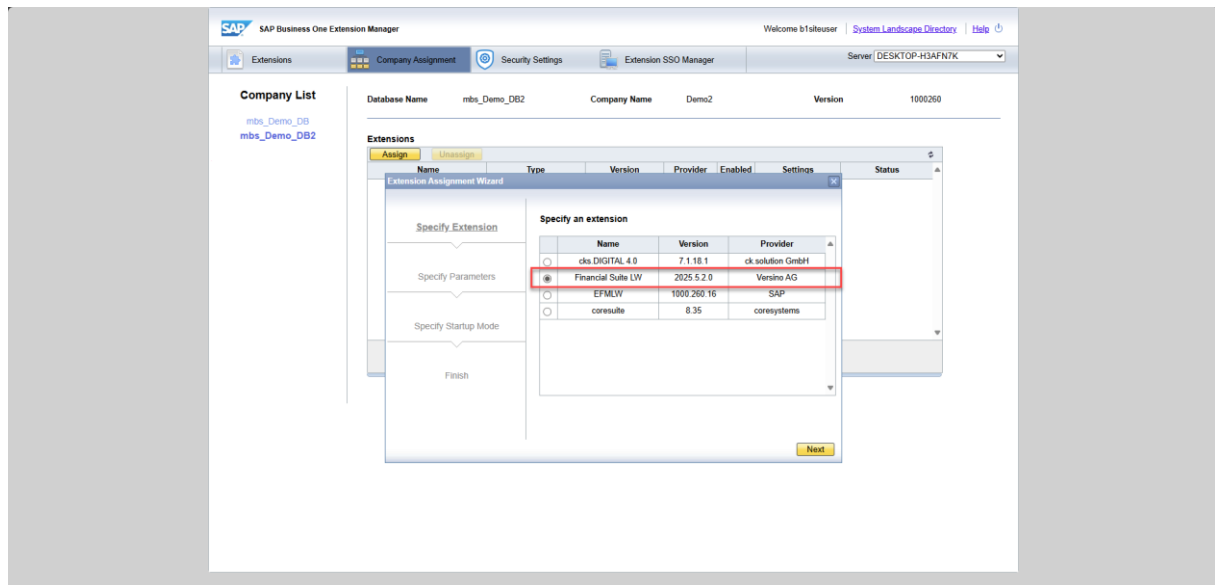 SAP SAP Business One Extension Manager Welcome b1siteuser System Landscape Directory Help
Extensions Company Assignment Security Settings Extension SSO Manager Server DESKTOP-H3AFN7K
Company List
mbs_Demo_DB
mbs_Demo_DB2
Database Name mbs_Demo_DB2 Company Name Demo2 Version 1000260
Extensions
Assign Unassign
Name Type Version Provider Enabled Settings Status
Extension Assignment Wizard
Specify Extension
Specify Parameters
Specify Startup Mode
Finish
Specify an extension
Name Version Provider
cks.DIGITAL 4.0 7.1.18.1 ck.solution GmbH
Financial Suite LW 2025.5.2.0 Versino AG
EFMLW 1000.260.16 SAP
coresuite 8.35 coresystems
Next